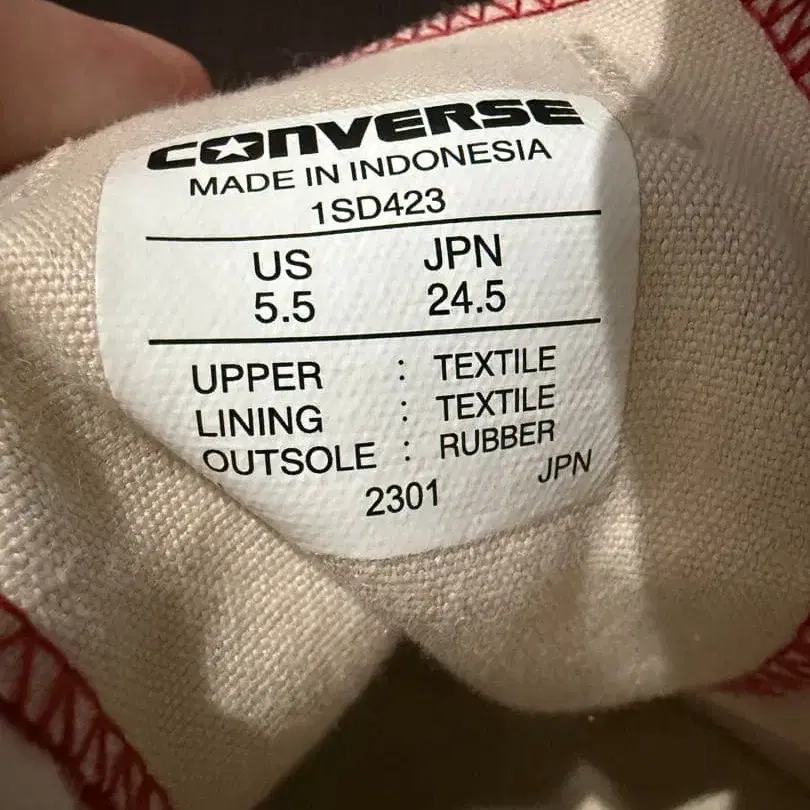 CONVERSE
MADE IN INDONESIA
1SD423
US JPN
5.5 24.5
UPPER : TEXTILE
LINING : TEXTILE
OUTSOLE : RUBBER
2301 JPN